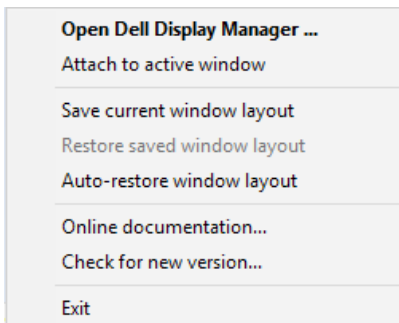 Open Dell Display Manager ...
Attach to active window
Save current window layout
Restore saved window layout
Auto-restore window layout
Online documentation...
Check for new version...
Exit